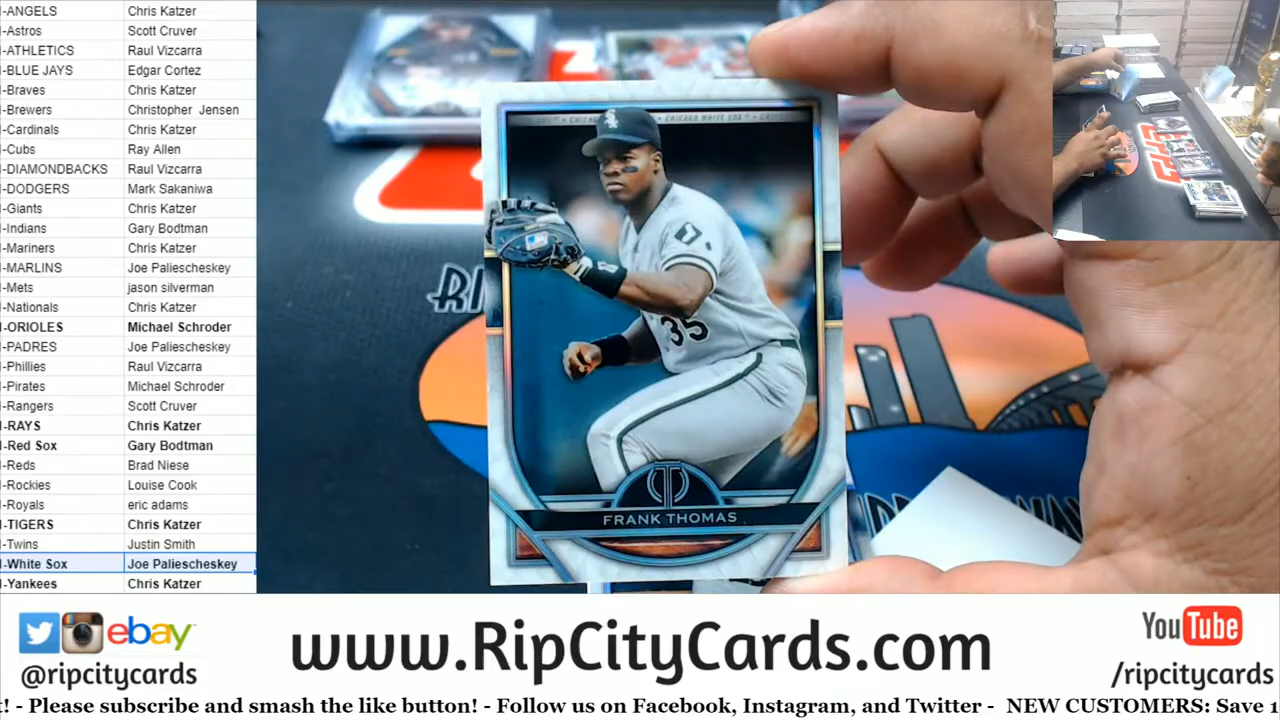 -ANGELS Chris Katzer
-Astros Scott Cruver
-ATHLETICS Raul Vizcarra
-BLUE JAYS Edgar Cortez
-Braves Chris Katzer
-Brewers Christopher Jensen
-Cardinals Chris Katzer
-Cubs Ray Allen
-DIAMONDBACKS Raul Vizcarra
-DODGERS Mark Sakaniwa
-Giants Chris Katzer
-Indians Gary Bodtman
-Mariners Chris Katzer
-MARLINS Joe Paliescheskey
-Mets jason silverman
-Nationals Chris Katzer
-ORIOLES Michael Schroder
-PADRES Joe Paliescheskey
-Phillies Raul Vizcarra
-Pirates Michael Schroder
-Rangers Scott Cruver
-RAYS Chris Katzer
-Red Sox Gary Bodtman
-Reds Brad Niese
-Rockies Louise Cook
-Royals eric adams
-TIGERS Chris Katzer
-Twins Justin Smith
-White Sox Joe Paliescheskey
-Yankees Chris Katzer
CHICAGO WHITE SOX
35
FRANK THOMAS
ebay
@ripcitycards
www.RipCityCards.com
YouTube
/ripcitycards
! - Please subscribe and smash the like button! - Follow us on Facebook, Instagram, and Twitter - NEW CUSTOMERS: Save 1